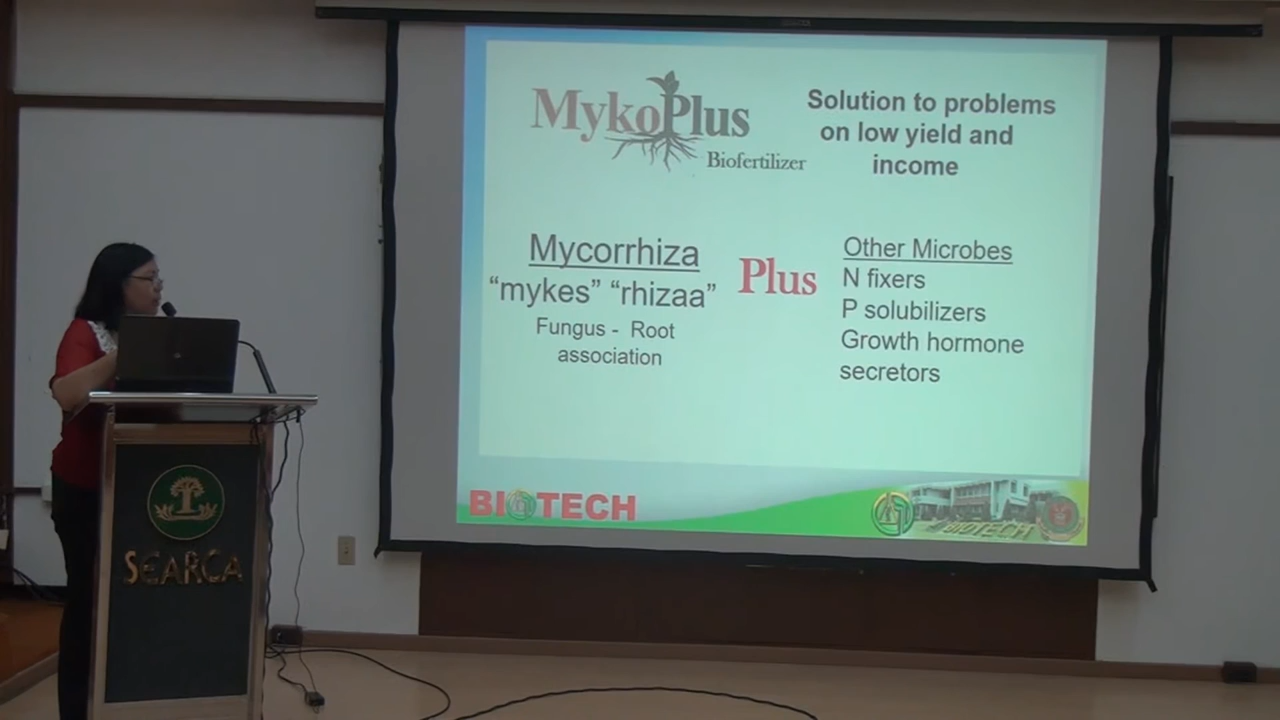 MykoPlus
Biofertilizer
Solution to problems
on low yield and
income
Mycorrhiza
“mykes” “rhizaa”
Fungus - Root
association
Plus
Other Microbes
N fixers
P solubilizers
Growth hormone
secretors
BIOTECH
BIOTECH
SEARCA